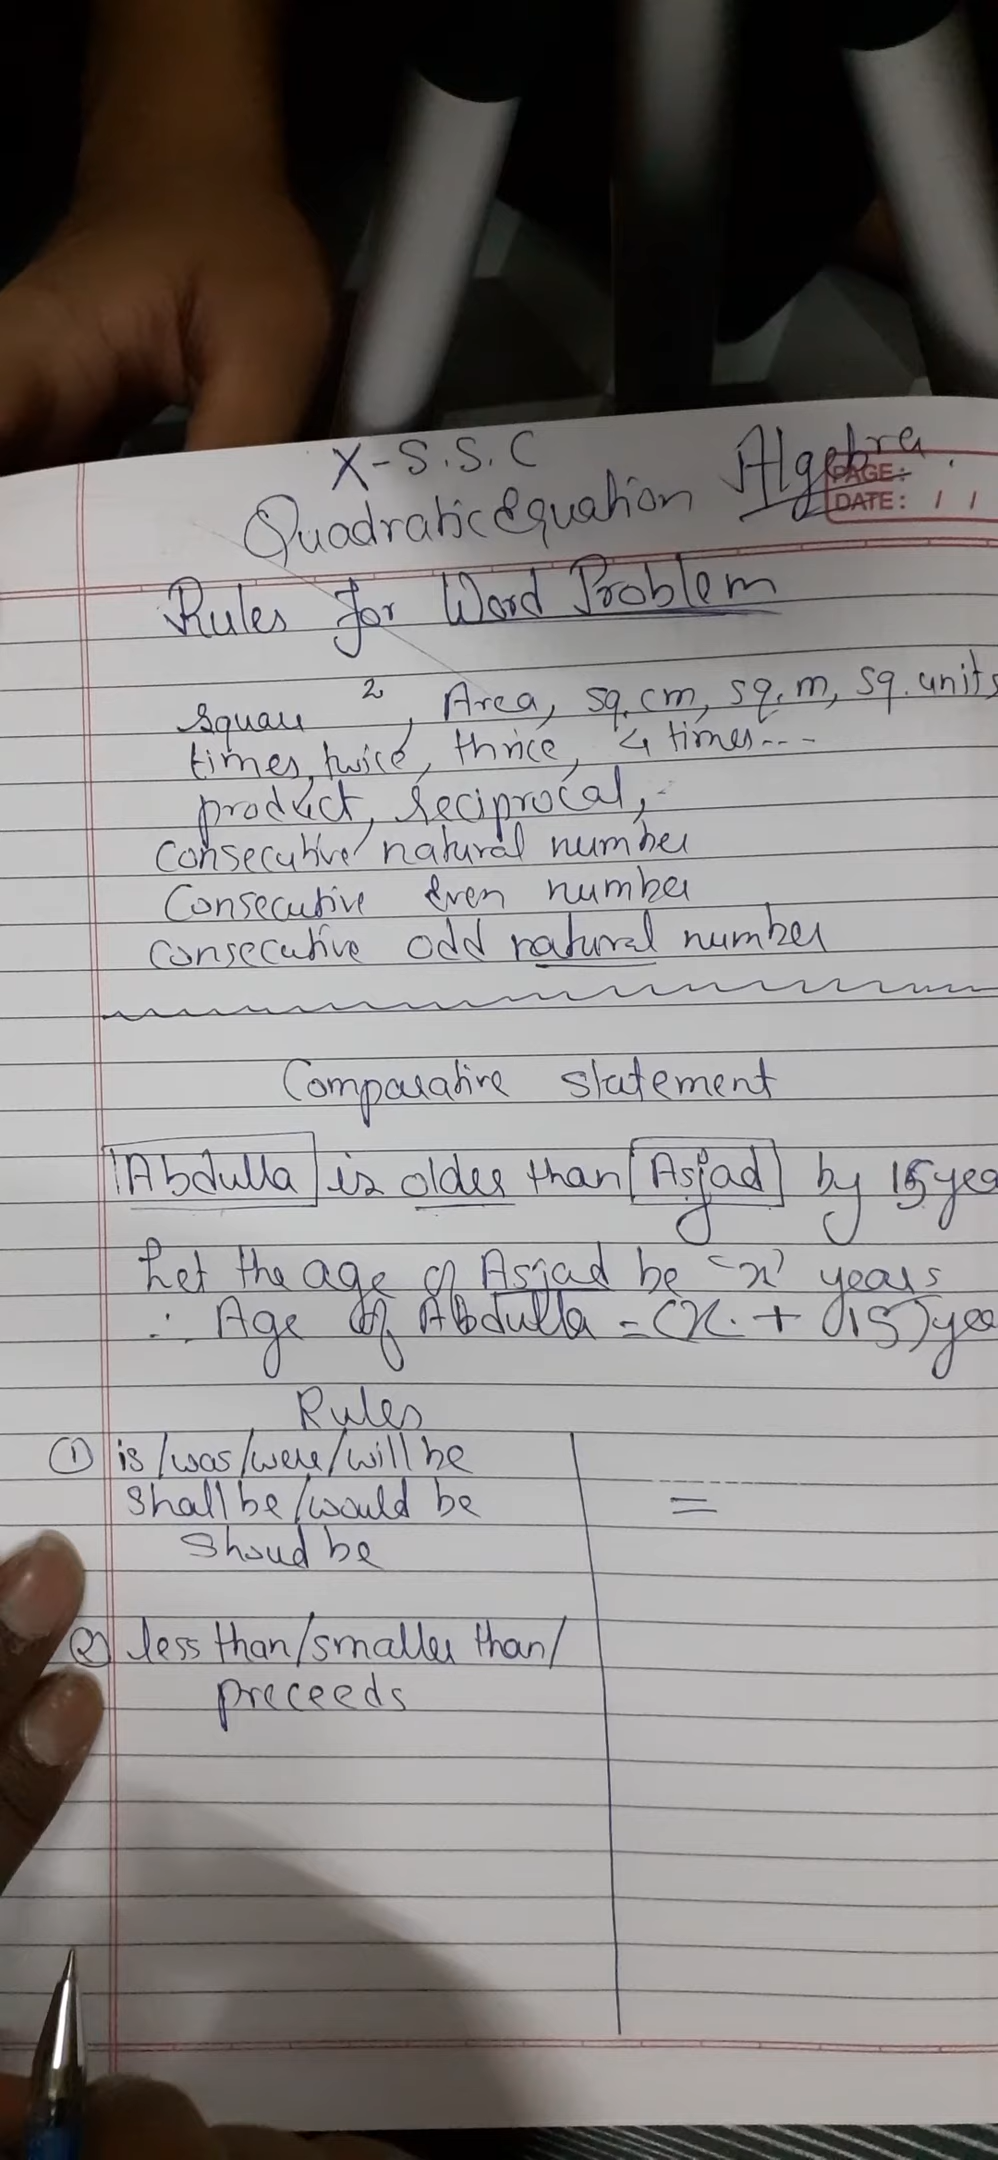 X-S.S.C Algebra
PAGE:
DATE: / /
Quadratic Equation
Rules for Word Problem
square ², Area, sq.cm, sq.m, sq.units
times, twice, thrice, 4 times...
product, reciprocal,
consecutive natural number
Consecutive even number
consecutive odd natural number
Comparative statement
Abdulla is older than Asjad by 15 yea
Let the age of Asjad be 'x' years
∴ Age of Abdulla = (x + 15) yea
Rules
① is/was/were/will be
shall be/would be =
shoud be
② less than/smaller than/
preceeds